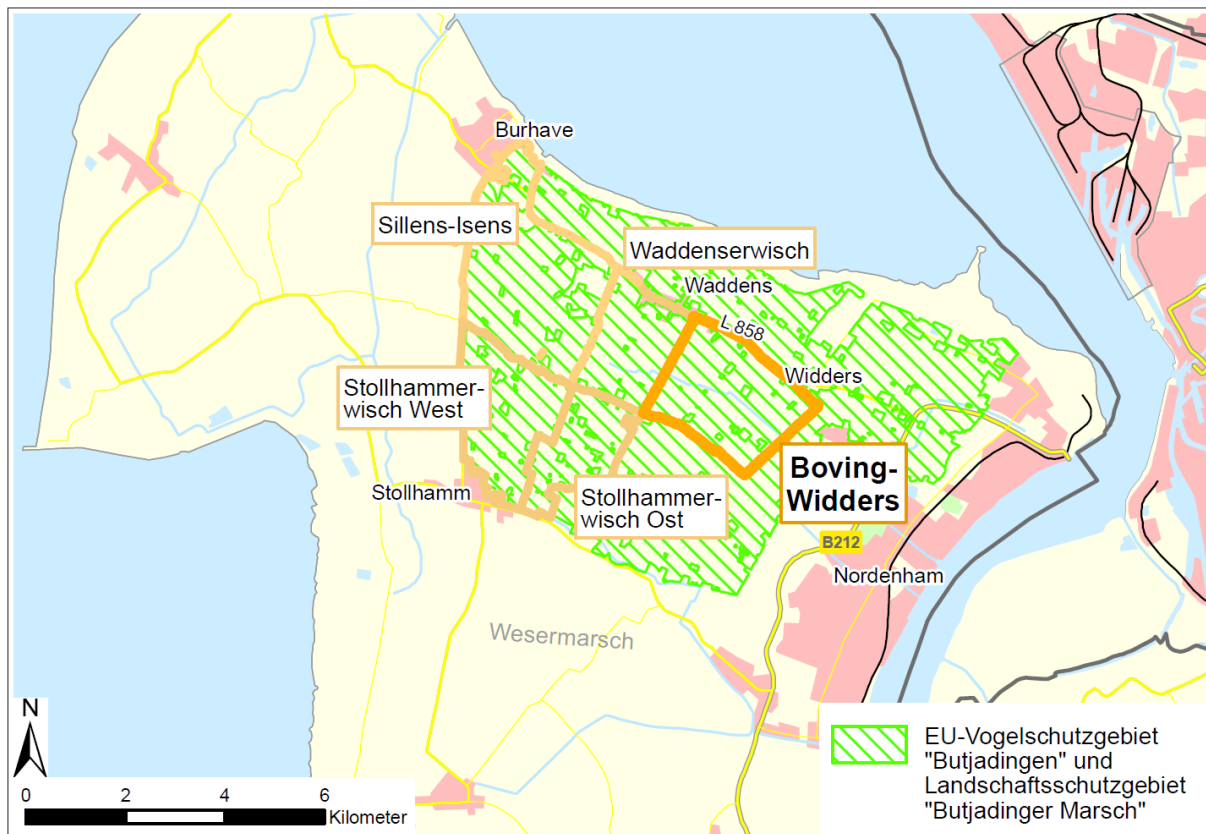 Burhave
Sillens-Isens
Waddenserwisch
Waddens
L 858
Widders
Stollhammer-
wisch West
Boving-
Widders
Stollhamm
Stollhammer-
wisch Ost
B212
Nordenham
Wesermarsch
N
0 2 4 6
Kilometer
EU-Vogelschutzgebiet
"Butjadingen" und
Landschaftsschutzgebiet
"Butjadinger Marsch"